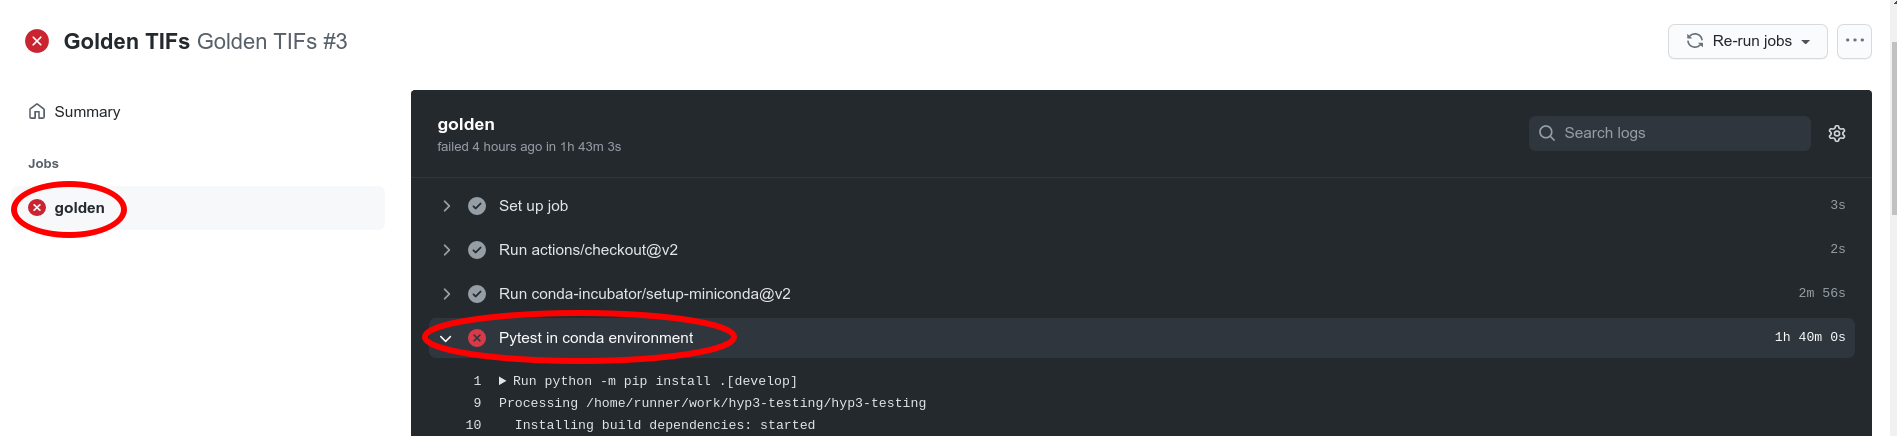 Golden TIFs Golden TIFs #3
Re-run jobs
Summary
Jobs
golden
golden
failed 4 hours ago in 1h 43m 3s
Search logs
Set up job 3s
Run actions/checkout@v2 2s
Run conda-incubator/setup-miniconda@v2 2m 56s
Pytest in conda environment 1h 40m 0s
1 Run python -m pip install .[develop]
9 Processing /home/runner/work/hyp3-testing/hyp3-testing
10 Installing build dependencies: started